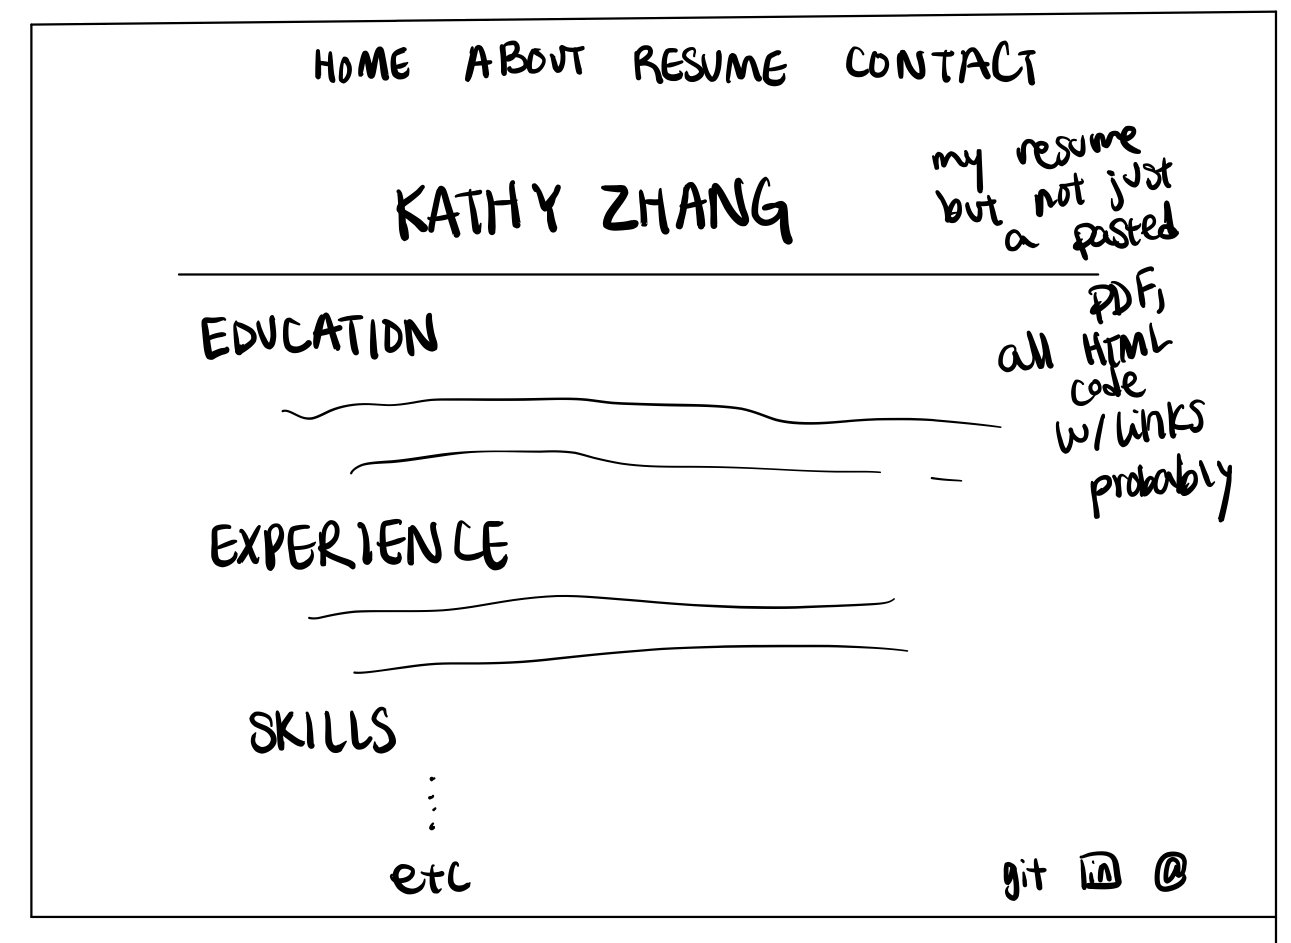 HOME ABOUT RESUME CONTACT
my resume
but not just
a pasted
KATHY ZHANG
PDF,
all HTML
code
w/ links
probably
EDUCATION
EXPERIENCE
SKILLS
etc
git in @